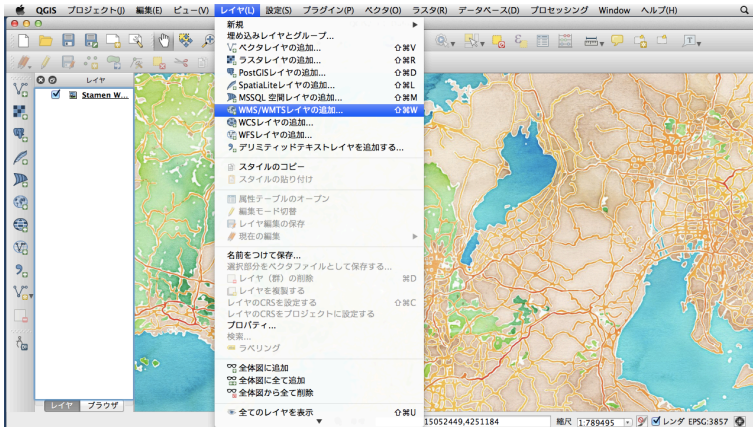 QGIS プロジェクト(J) 編集(E) ビュー(V) レイヤ(L) 設定(S) プラグイン(P) ベクタ(O) ラスタ(R) データベース(D) プロセッシング Window ヘルプ(H)
レイヤ
Stamen W...
新規
埋め込みレイヤとグループ...
ベクタレイヤの追加... ⇧⌘V
ラスタレイヤの追加... ⇧⌘R
PostGISレイヤの追加... ⇧⌘D
SpatiaLiteレイヤの追加... ⇧⌘L
MSSQL 空間レイヤの追加... ⇧⌘M
WMS/WMTSレイヤの追加... ⇧⌘W
WCSレイヤの追加...
WFSレイヤの追加...
デリミティッドテキストレイヤを追加する...
スタイルのコピー
スタイルの貼り付け
属性テーブルのオープン
編集モード切替
レイヤ編集の保存
現在の編集
名前をつけて保存...
選択部分をベクタファイルとして保存する...
レイヤ（群）の削除 ⌘D
レイヤを複製する
レイヤのCRSを設定する ⇧⌘C
レイヤのCRSをプロジェクトに設定する
プロパティ...
検索...
ラベリング
全体図に追加
全体図に全て追加
全体図から全て削除
全てのレイヤを表示 ⇧⌘U
レイヤ ブラウザ
15052449,4251184 縮尺 1:789495 レンダ EPSG:3857